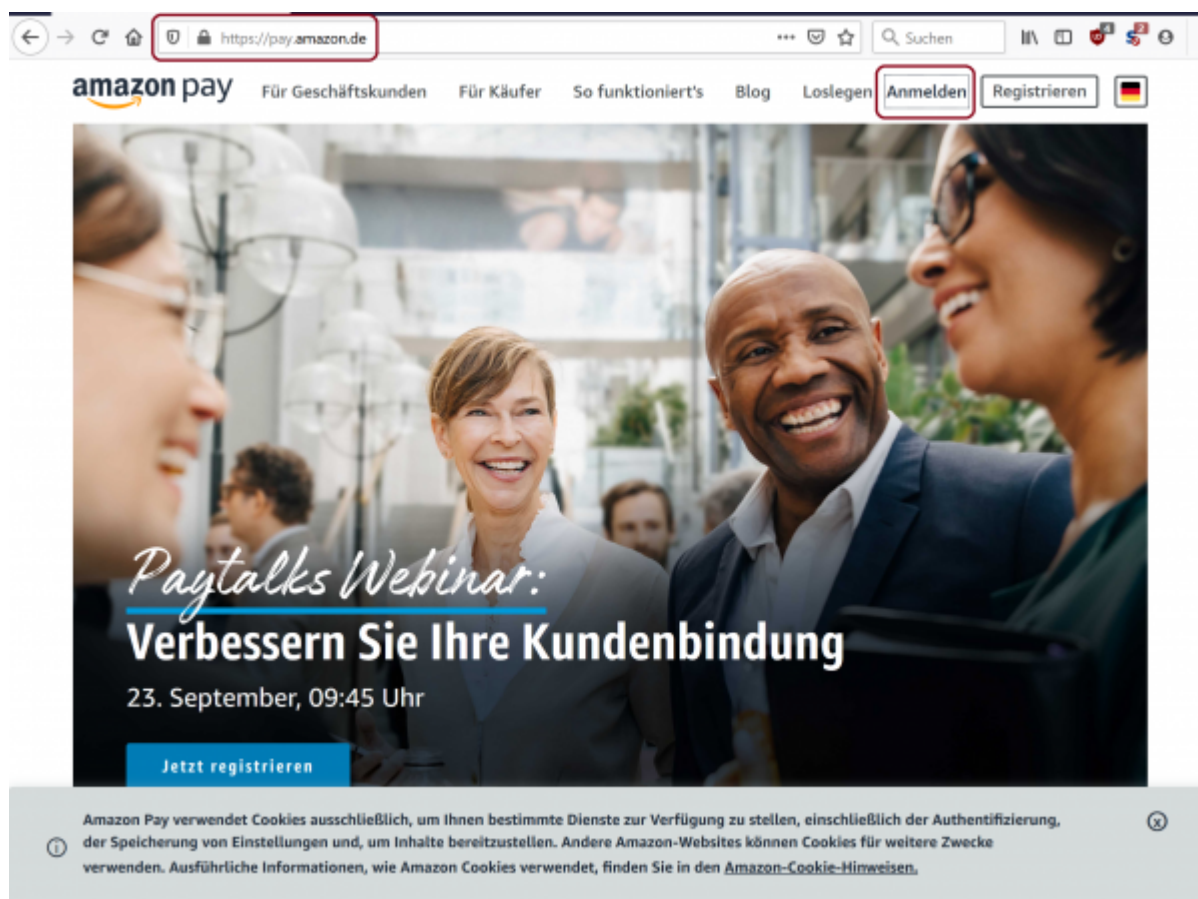 https://pay.amazon.de
Suchen
amazon pay Für Geschäftskunden Für Käufer So funktioniert's Blog Loslegen Anmelden Registrieren
Paytalks Webinar:
Verbessern Sie Ihre Kundenbindung
23. September, 09:45 Uhr
Jetzt registrieren
Amazon Pay verwendet Cookies ausschließlich, um Ihnen bestimmte Dienste zur Verfügung zu stellen, einschließlich der Authentifizierung,
der Speicherung von Einstellungen und, um Inhalte bereitzustellen. Andere Amazon-Websites können Cookies für weitere Zwecke
verwenden. Ausführliche Informationen, wie Amazon Cookies verwendet, finden Sie in den Amazon-Cookie-Hinweisen.